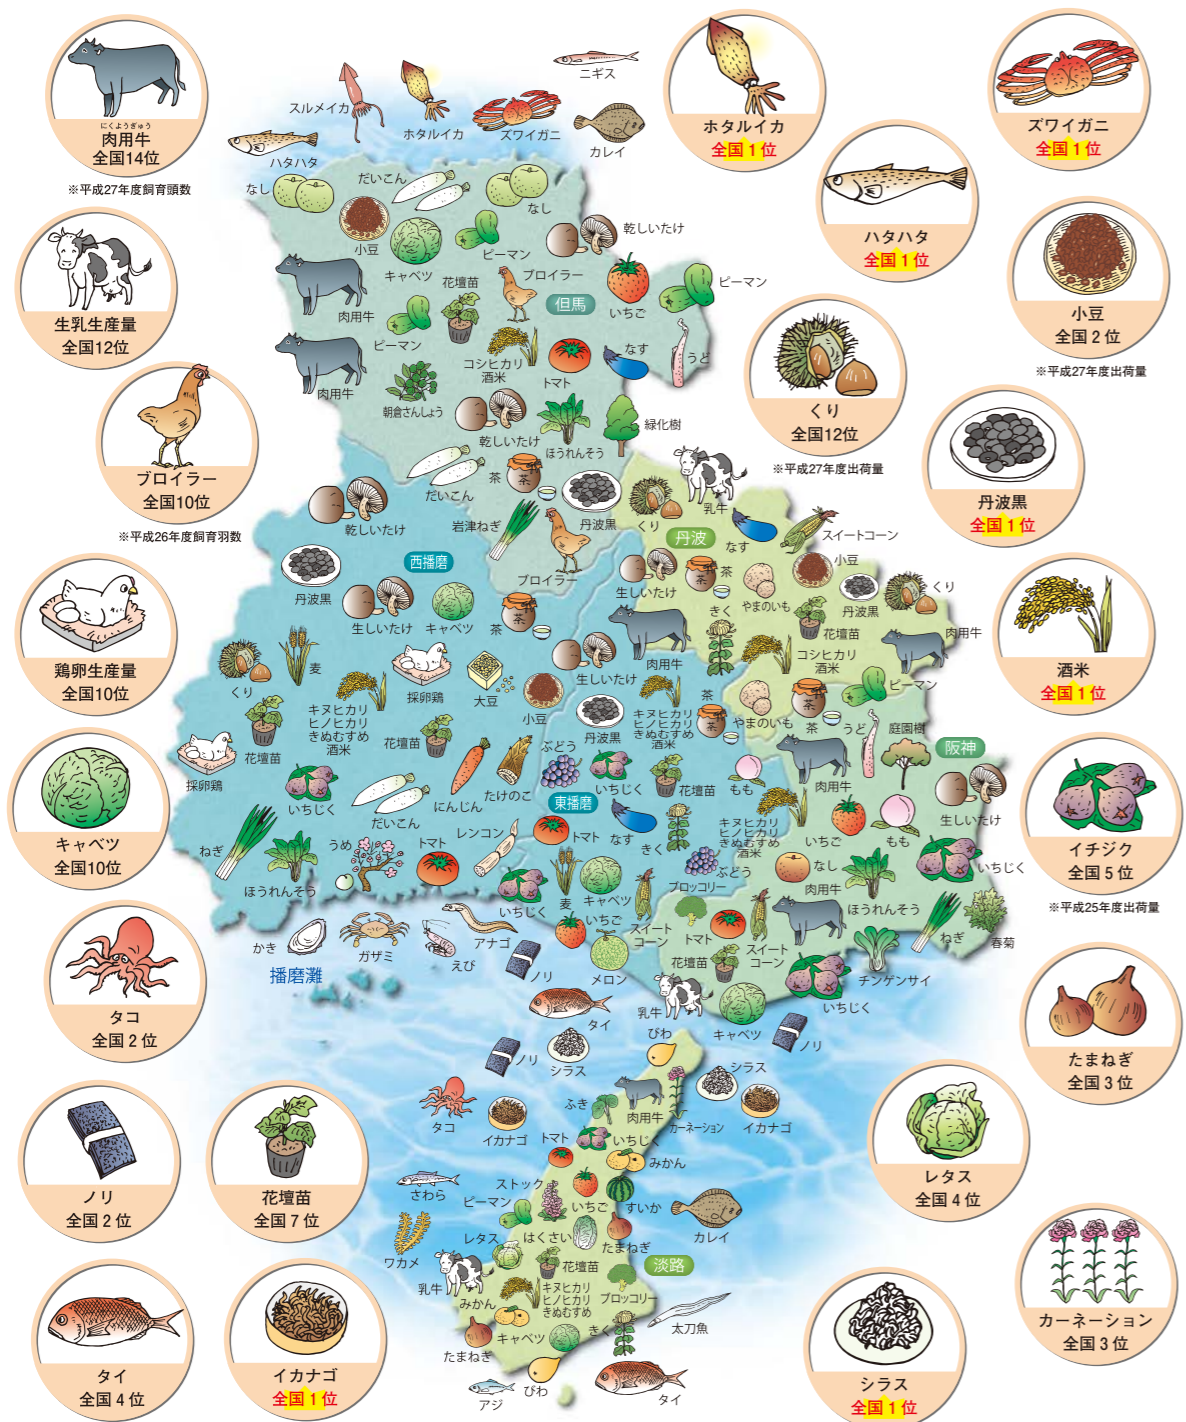 にくようぎゅう
肉用牛
全国14位
※平成27年度飼育頭数
生乳生産量
全国12位
ブロイラー
全国10位
※平成26年度飼育羽数
鶏卵生産量
全国10位
キャベツ
全国10位
タコ
全国2位
ノリ
全国2位
花壇苗
全国7位
タイ
全国4位
イカナゴ
全国1位
ホタルイカ
全国1位
ズワイガニ
全国1位
ハタハタ
全国1位
小豆
全国2位
※平成27年度出荷量
くり
全国12位
※平成27年度出荷量
丹波黒
全国1位
酒米
全国1位
イチジク
全国5位
※平成25年度出荷量
たまねぎ
全国3位
レタス
全国4位
カーネーション
全国3位
シラス
全国1位
ニギス
スルメイカ
ホタルイカ
ズワイガニ
カレイ
ハタハタ
なし
だいこん
なし
小豆
キャベツ
ピーマン
乾しいたけ
肉用牛
花壇苗
ブロイラー
但馬
いちご
ピーマン
ピーマン
コシヒカリ
酒米
トマト
なす
うど
肉用牛
朝倉さんしょう
乾しいたけ
ほうれんそう
緑化樹
だいこん
茶
茶
丹波黒
岩津ねぎ
ブロイラー
乾しいたけ
西播磨
丹波黒
生しいたけ
キャベツ
茶
茶
くり
麦
採卵鶏
大豆
小豆
キヌヒカリ
ヒノヒカリ
きぬむすめ
酒米
花壇苗
花壇苗
採卵鶏
いちじく
だいこん
にんじん
たけのこ
ねぎ
ほうれんそう
うめ
トマト
レンコン
くり
乳牛
丹波
なす
スイートコーン
生しいたけ
茶
茶
やまのいも
小豆
丹波黒
くり
きく
花壇苗
肉用牛
コシヒカリ
酒米
肉用牛
やまのいも
茶
茶
ピーマン
生しいたけ
丹波黒
キヌヒカリ
ヒノヒカリ
きぬむすめ
酒米
茶
茶
ぶどう
いちじく
花壇苗
もも
東播磨
トマト
なす
きく
キヌヒカリ
ヒノヒカリ
きぬむすめ
酒米
ぶどう
いちじく
麦
キャベツ
スイート
コーン
いちご
メロン
うど
庭園樹
阪神
肉用牛
生しいたけ
いちご
もも
なし
いちじく
ブロッコリー
肉用牛
ほうれんそう
トマト
スイート
コーン
ねぎ
春菊
花壇苗
チンゲンサイ
乳牛
キャベツ
いちじく
ノリ
かき
ガザミ
えび
アナゴ
ノリ
播磨灘
タイ
ノリ
シラス
びわ
シラス
タコ
イカナゴ
ふき
肉用牛
カーネーション
イカナゴ
トマト
いちじく
みかん
さわら
ストック
いちご
すいか
カレイ
ピーマン
ワカメ
レタス
はくさい
たまねぎ
乳牛
花壇苗
淡路
みかん
キヌヒカリ
ヒノヒカリ
きぬむすめ
ブロッコリー
太刀魚
たまねぎ
キャベツ
きく
びわ
アジ
タイ